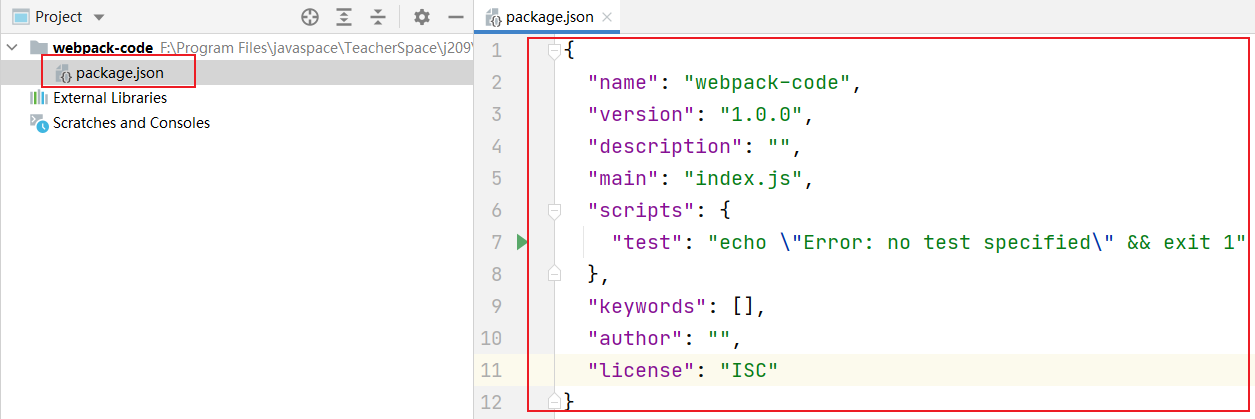 Project
webpack-code F:\Program Files\javaspace\TeacherSpace\j209\
package.json
External Libraries
Scratches and Consoles
package.json
1 {
2 "name": "webpack-code",
3 "version": "1.0.0",
4 "description": "",
5 "main": "index.js",
6 "scripts": {
7 "test": "echo \"Error: no test specified\" && exit 1"
8 },
9 "keywords": [],
10 "author": "",
11 "license": "ISC"
12 }